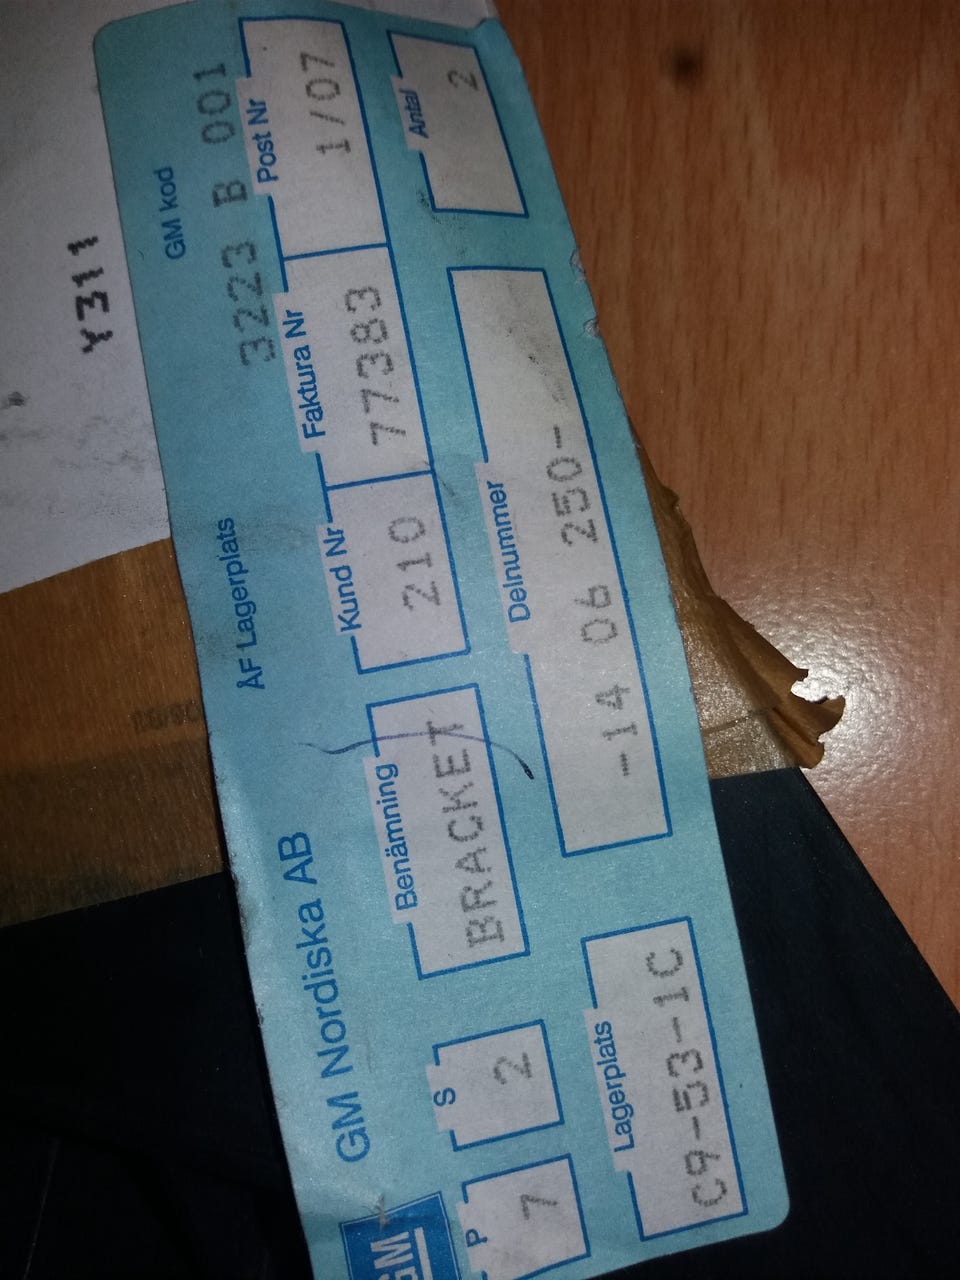 Y311
GM Nordiska AB
ÅF Lagerplats
GM kod
3223 B 001
GM
P
7
S
2
Benämning
BRACKET
Kund Nr
210
Faktura Nr
77383
Post Nr
1/07
Lagerplats
C9-53-1C
Delnummer
-14 06 250-
Antal
2